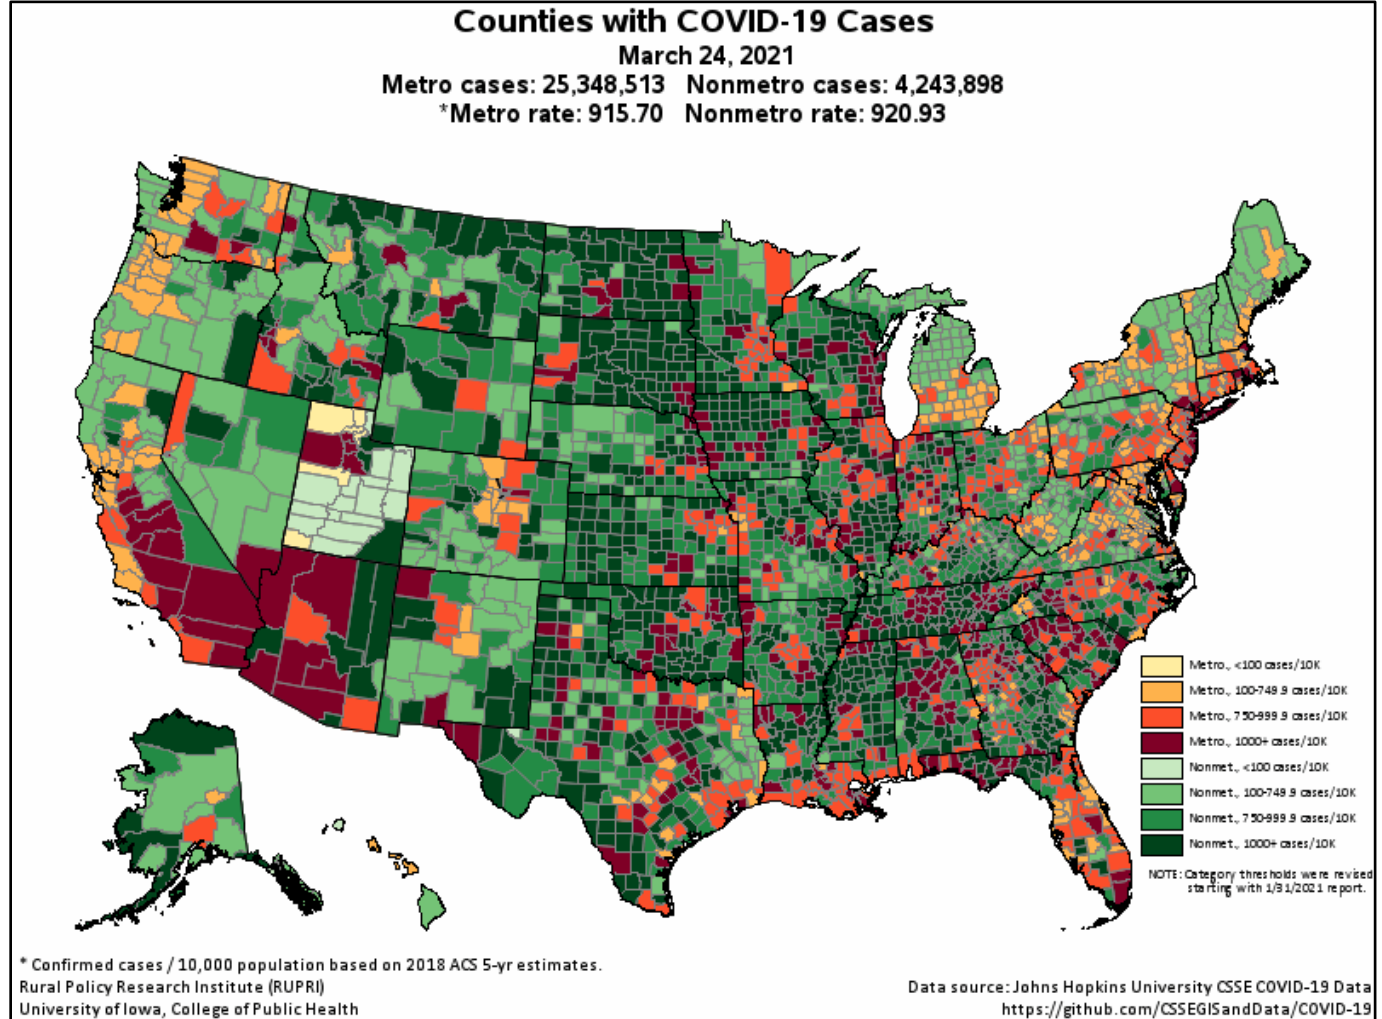 Counties with COVID-19 Cases
March 24, 2021
Metro cases: 25,348,513 Nonmetro cases: 4,243,898
*Metro rate: 915.70 Nonmetro rate: 920.93
Metro., <100 cases/10K
Metro., 100-749.9 cases/10K
Metro., 750-999.9 cases/10K
Metro., 1000+ cases/10K
Nonmet., <100 cases/10K
Nonmet., 100-749.9 cases/10K
Nonmet., 750-999.9 cases/10K
Nonmet., 1000+ cases/10K
NOTE: Category thresholds were revised
starting with 1/31/2021 report.
* Confirmed cases / 10,000 population based on 2018 ACS 5-yr estimates.
Rural Policy Research Institute (RUPRI)
University of Iowa, College of Public Health
Data source: Johns Hopkins University CSSE COVID-19 Data
https://github.com/CSSEGISandData/COVID-19